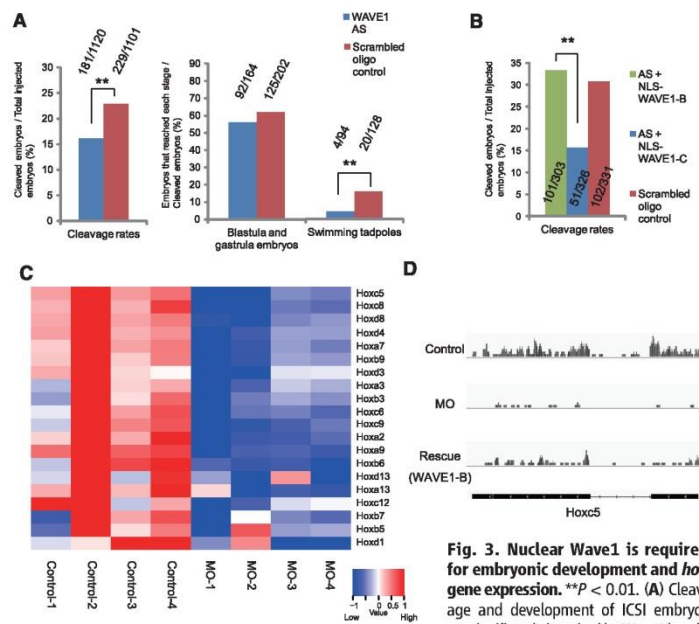 A
181/1120
229/1101
**
30
25
20
15
10
5
0
Cleaved embryos / Total injected embryos (%)
Cleavage rates
92/164
125/202
4/94
20/128
**
80
70
60
50
40
30
20
10
0
Embryos that reached each stage / Cleaved embryos (%)
Blastula and gastrula embryos
Swimming tadpoles
WAVE1 AS
Scrambled oligo control
B
**
35
30
25
20
15
10
5
0
Cleaved embryos / Total injected embryos (%)
101/303
51/326
102/331
Cleavage rates
AS + NLS-WAVE1-B
AS + NLS-WAVE1-C
Scrambled oligo control
C
Hoxc5
Hoxc8
Hoxd8
Hoxd4
Hoxa7
Hoxb9
Hoxd3
Hoxa3
Hoxb3
Hoxc6
Hoxc9
Hoxa2
Hoxa9
Hoxb6
Hoxd13
Hoxa13
Hoxc12
Hoxb7
Hoxb5
Hoxd1
Control-1
Control-2
Control-3
Control-4
MO-1
MO-2
MO-3
MO-4
-1
0
0.5
1
Low
Value
High
D
Control
MO
Rescue
(WAVE1-B)
Hoxc5
Fig. 3. Nuclear Wave1 is require
for embryonic development and ho
gene expression. **P < 0.01. (A) Cleav
age and development of ICSI embryo